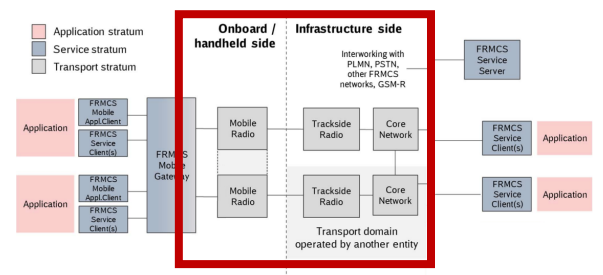 Application stratum
Service stratum
Transport stratum
Onboard /
handheld side
Infrastructure side
Interworking with
PLMN, PSTN,
other FRMCS
networks, GSM-R
FRMCS
Service
Server
Application
FRMCS
Mobile
Appl.Client
FRMCS
Service
Client(s)
FRMCS
Mobile
Gateway
Mobile
Radio
Trackside
Radio
Core
Network
FRMCS
Service
Client(s)
Application
Application
FRMCS
Mobile
Appl.Client
FRMCS
Service
Client(s)
Mobile
Radio
Trackside
Radio
Core
Network
FRMCS
Service
Client(s)
Application
Transport domain
operated by another entity